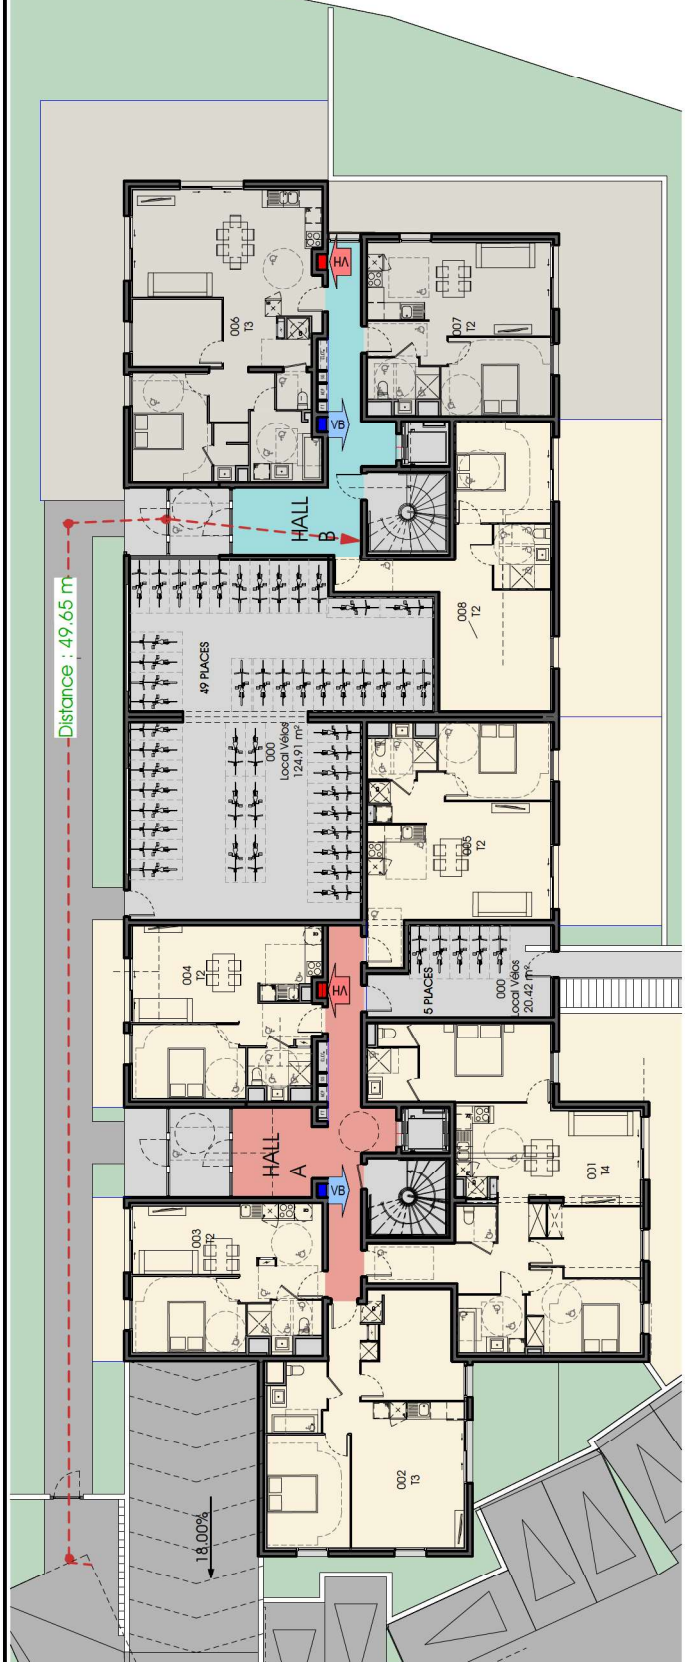 006
T3
VH
007
T2
VB
HALL
B
008
T2
Distance : 49.65 m
49 PLACES
000
Local Vélos
124.91 m²
005
T2
004
T2
VH
5 PLACES
000
Local Vélos
20.42 m²
HALL
A
VB
001
T4
003
T2
002
T3
18.00%